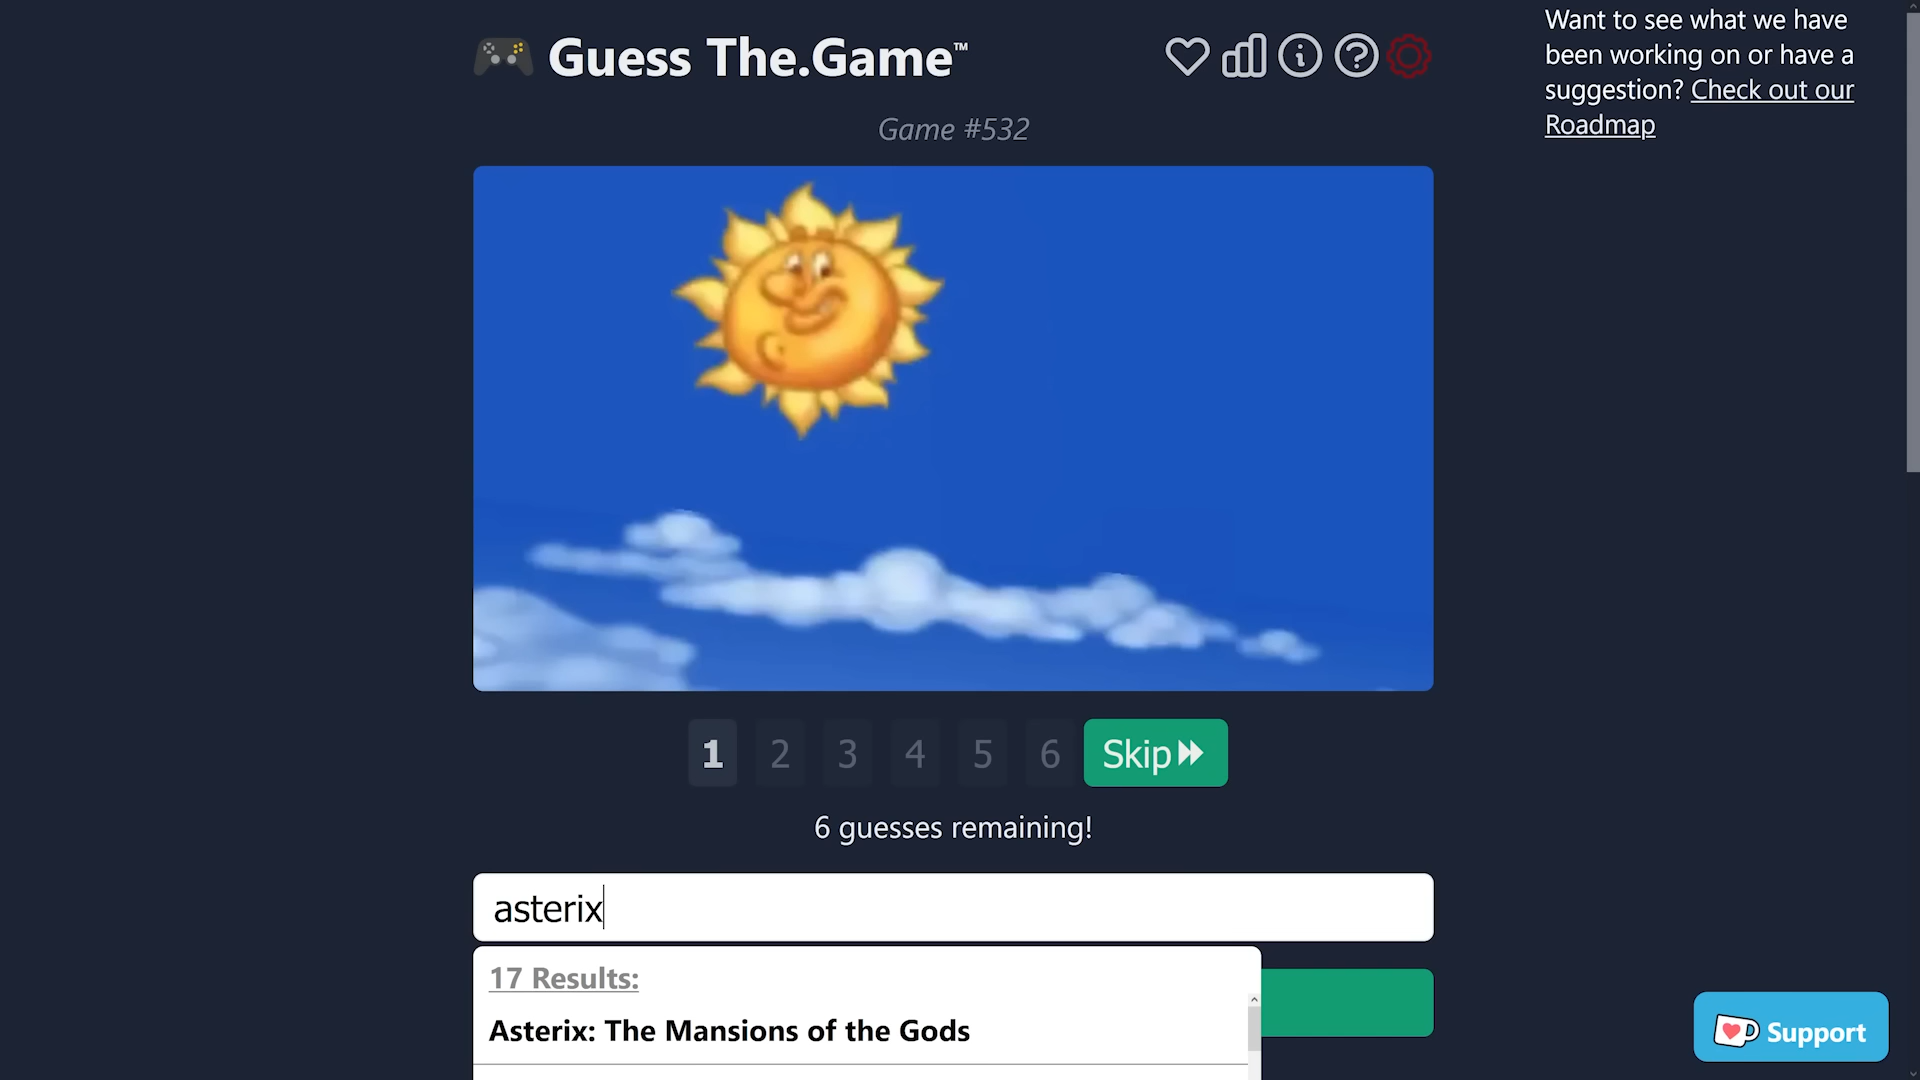 Guess The.Game™
Want to see what we have
been working on or have a
suggestion? Check out our
Roadmap
Game #532
1 2 3 4 5 6 Skip
6 guesses remaining!
asterix
17 Results:
Asterix: The Mansions of the Gods
Support